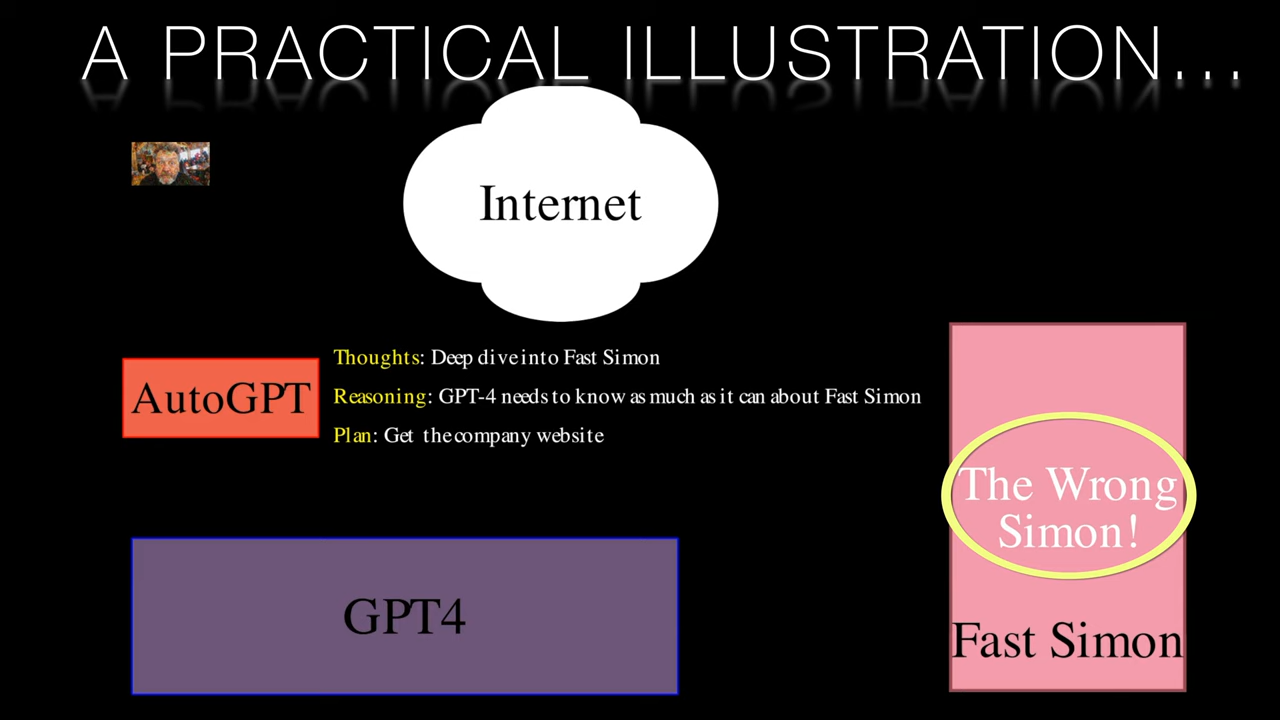 A PRACTICAL ILLUSTRATION...
Internet
AutoGPT
Thoughts: Deep dive into Fast Simon
Reasoning: GPT-4 needs to know as much as it can about Fast Simon
Plan: Get the company website
The Wrong
Simon!
GPT4
Fast Simon